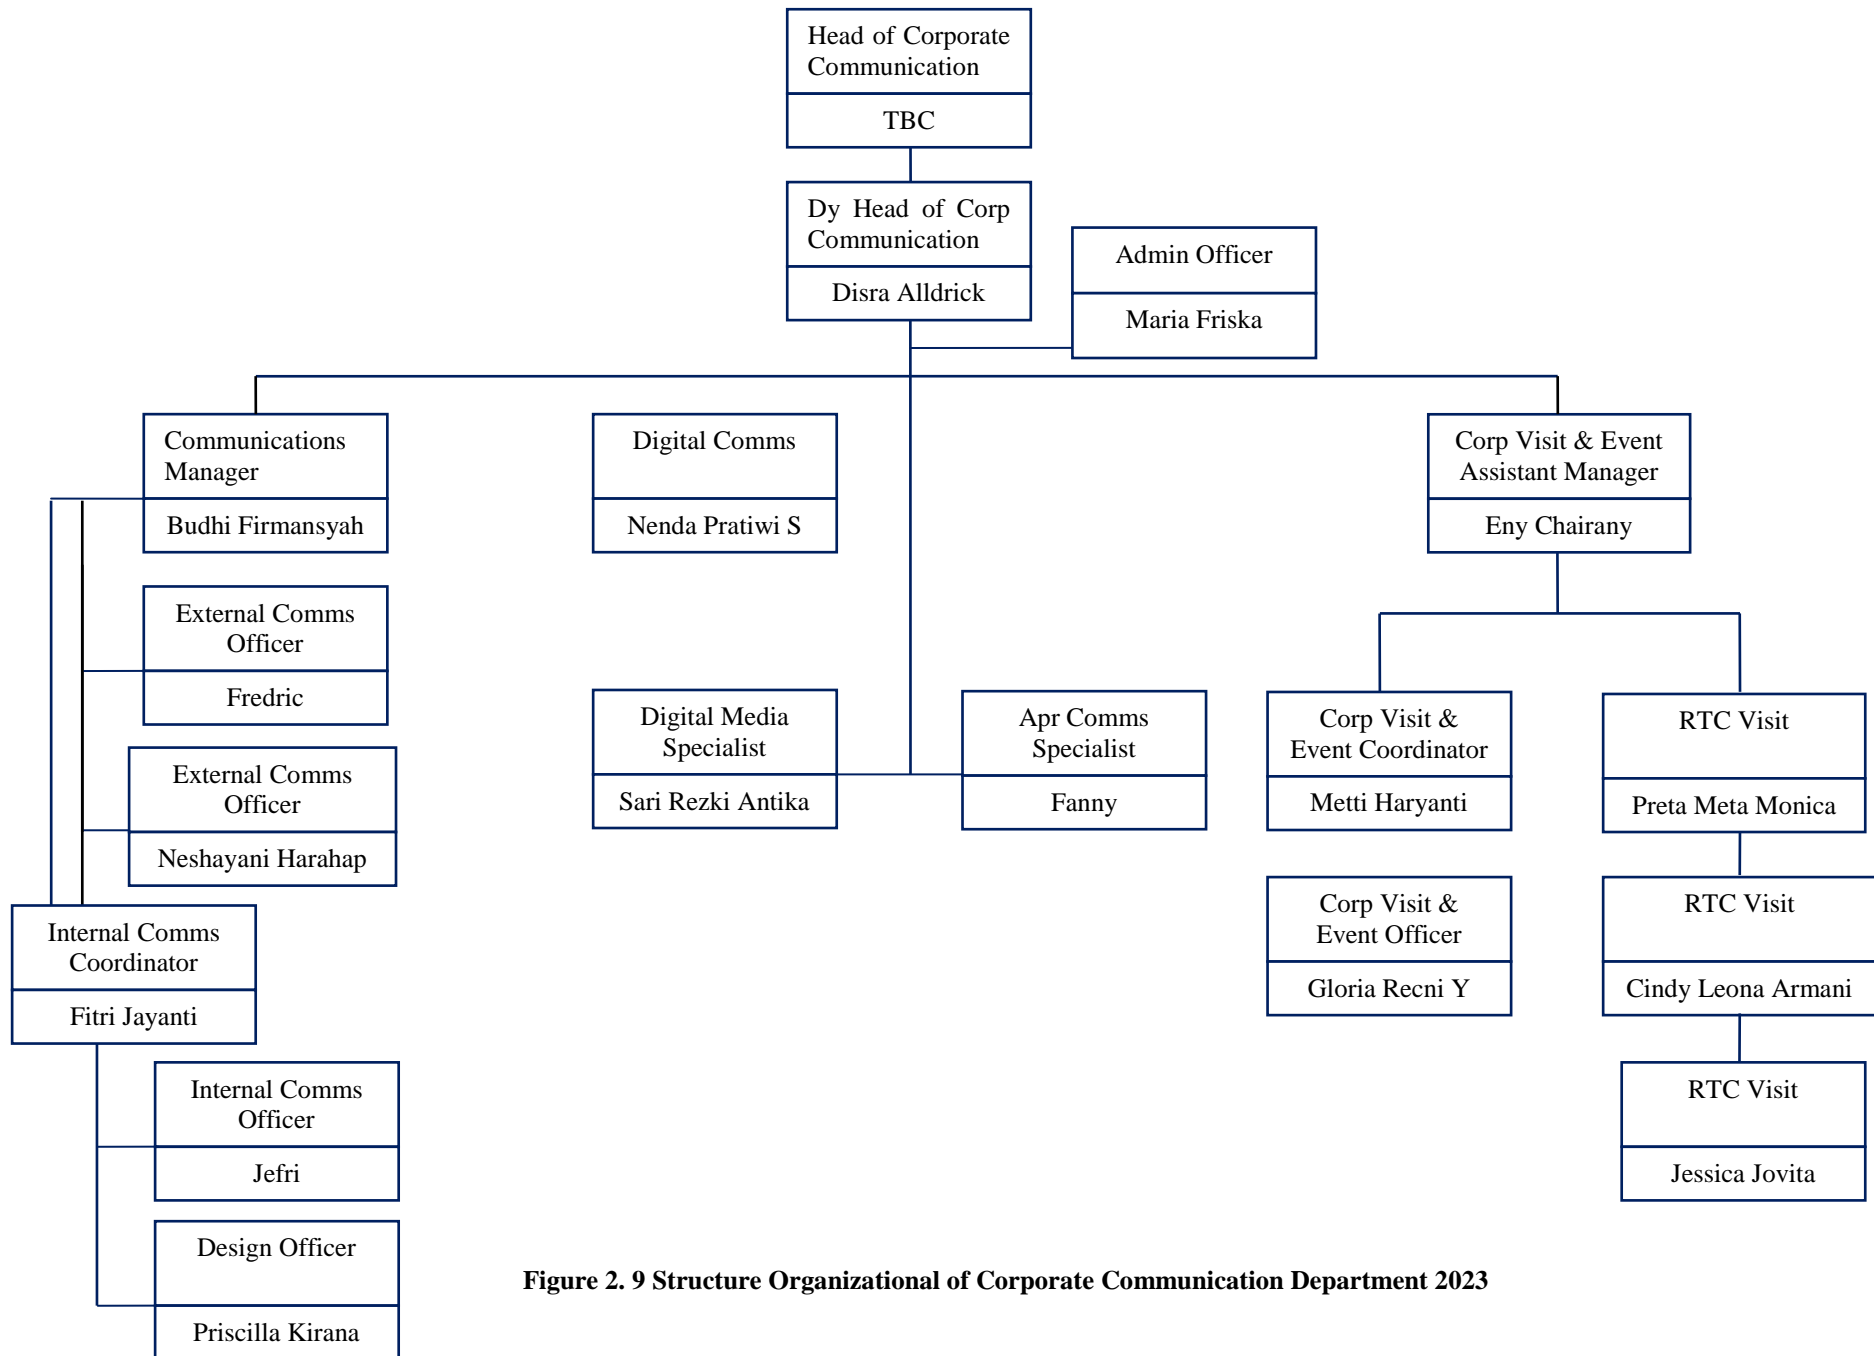 Head of Corporate
Communication
TBC
Dy Head of Corp
Communication
Disra Alldrick
Admin Officer
Maria Friska
Communications
Manager
Budhi Firmansyah
Digital Comms
Nenda Pratiwi S
Corp Visit & Event
Assistant Manager
Eny Chairany
External Comms
Officer
Fredric
External Comms
Officer
Neshayani Harahap
Digital Media
Specialist
Sari Rezki Antika
Apr Comms
Specialist
Fanny
Corp Visit &
Event Coordinator
Metti Haryanti
RTC Visit
Preta Meta Monica
Internal Comms
Coordinator
Fitri Jayanti
Corp Visit &
Event Officer
Gloria Recni Y
RTC Visit
Cindy Leona Armani
Internal Comms
Officer
Jefri
RTC Visit
Jessica Jovita
Design Officer
Priscilla Kirana
Figure 2. 9 Structure Organizational of Corporate Communication Department 2023